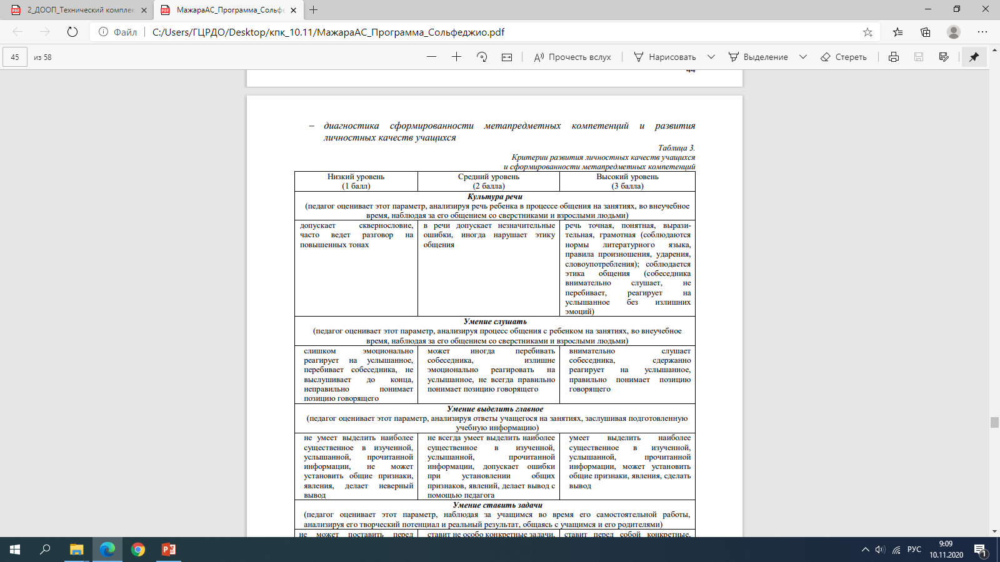 2_ДООП_Технический комплек
МажараАС_Программа_Сольфе
Файл
C:/Users/ГЦРДО/Desktop/кпк_10.11/МажараАС_Программа_Сольфеджио.pdf
45 из 58
Прочесть вслух
Нарисовать
Выделение
Стереть
44
– диагностика сформированности метапредметных компетенций и развития
личностных качеств учащихся
Таблица 3.
Критерии развития личностных качеств учащихся
и сформированности метапредметных компетенций
Низкий уровень
(1 балл)
Средний уровень
(2 балла)
Высокий уровень
(3 балла)
Культура речи
(педагог оценивает этот параметр, анализируя речь ребенка в процессе общения на занятиях, во внеучебное
время, наблюдая за его общением со сверстниками и взрослыми людьми)
допускает сквернословие,
часто ведет разговор на
повышенных тонах
в речи допускает незначительные
ошибки, иногда нарушает этику
общения
речь точная, понятная, вырази-
тельная, грамотная (соблюдаются
нормы литературного языка,
правила произношения, ударения,
словоупотребления); соблюдается
этика общения (собеседника
внимательно слушает, не
перебивает, реагирует на
услышанное без излишних
эмоций)
Умение слушать
(педагог оценивает этот параметр, анализируя процесс общения с ребенком на занятиях, во внеучебное
время, наблюдая за его общением со сверстниками и взрослыми людьми)
слишком эмоционально
реагирует на услышанное,
перебивает собеседника, не
выслушивает до конца,
неправильно понимает
позицию говорящего
может иногда перебивать
собеседника, излишне
эмоционально реагировать на
услышанное, не всегда правильно
понимает позицию говорящего
внимательно слушает
собеседника, сдержанно
реагирует на услышанное,
правильно понимает позицию
говорящего
Умение выделить главное
(педагог оценивает этот параметр, анализируя ответы учащегося на занятиях, заслушивая подготовленную
учебную информацию)
не умеет выделить наиболее
существенное в изученной,
услышанной, прочитанной
информации, не может
установить общие признаки,
явления, делает неверный
вывод
не всегда умеет выделить наиболее
существенное в изученной,
услышанной, прочитанной
информации, допускает ошибки
при установлении общих
признаков, явлений, делает вывод с
помощью педагога
умеет выделить наиболее
существенное в изученной,
услышанной, прочитанной
информации, может установить
общие признаки, явления, сделать
вывод
Умение ставить задачи
(педагог оценивает этот параметр, наблюдая за учащимся во время его самостоятельной работы,
анализируя его творческий потенциал и реальный результат, общаясь с учащимся и его родителями)
не может поставить перед
ставит не особо конкретные задачи,
ставит перед собой конкретные,
РУС
9:09
10.11.2020
1